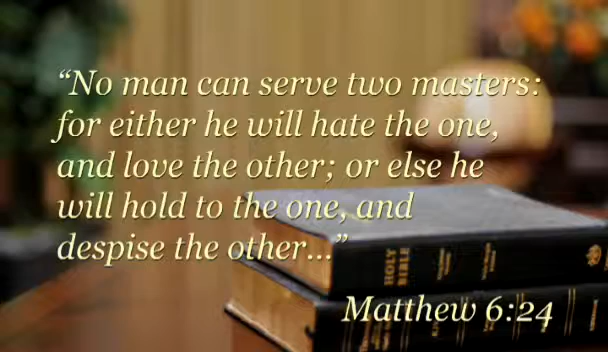 “No man can serve two masters:
for either he will hate the one,
and love the other; or else he
will hold to the one, and
despise the other...”
HOLY
BIBLE
Matthew 6:24